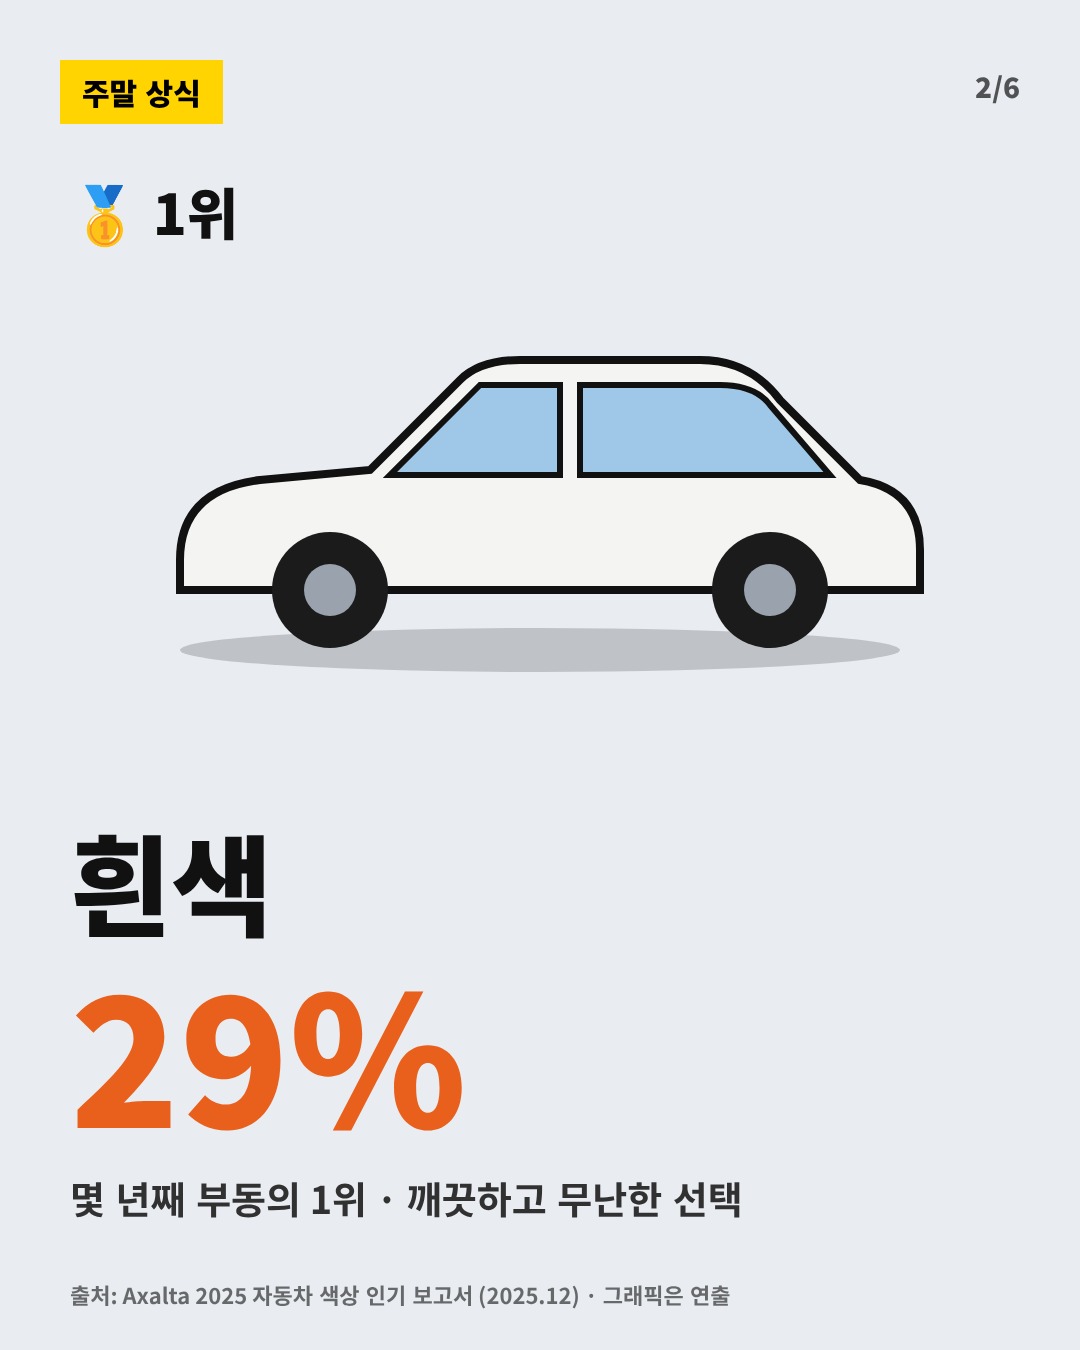 주말 상식
2/6
🥇 1위
흰색
29%
몇 년째 부동의 1위 · 깨끗하고 무난한 선택
출처: Axalta 2025 자동차 색상 인기 보고서 (2025.12) · 그래픽은 연출